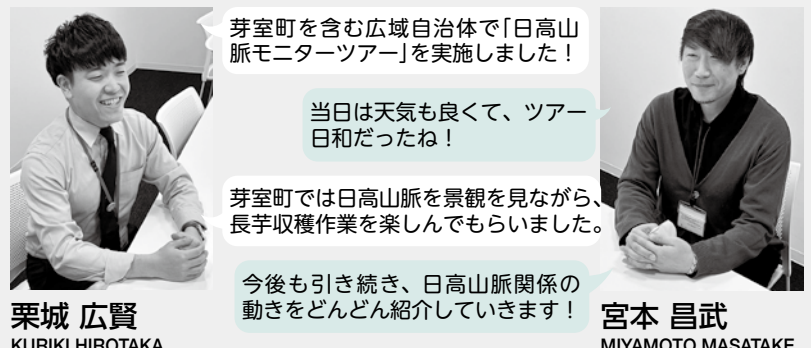 芽室町を含む広域自治体で「日高山
脈モニターツアー」を実施しました!
当日は天気も良くて、ツアー
日和だったね!
芽室町では日高山脈を景観を見ながら、
長芋収穫作業を楽しんでもらいました。
今後も引き続き、日高山脈関係の
動きをどんどん紹介していきます!
栗城 広賢
KURIKI HIROTAKA
宮本 昌武
MIYAMOTO MASATAKE